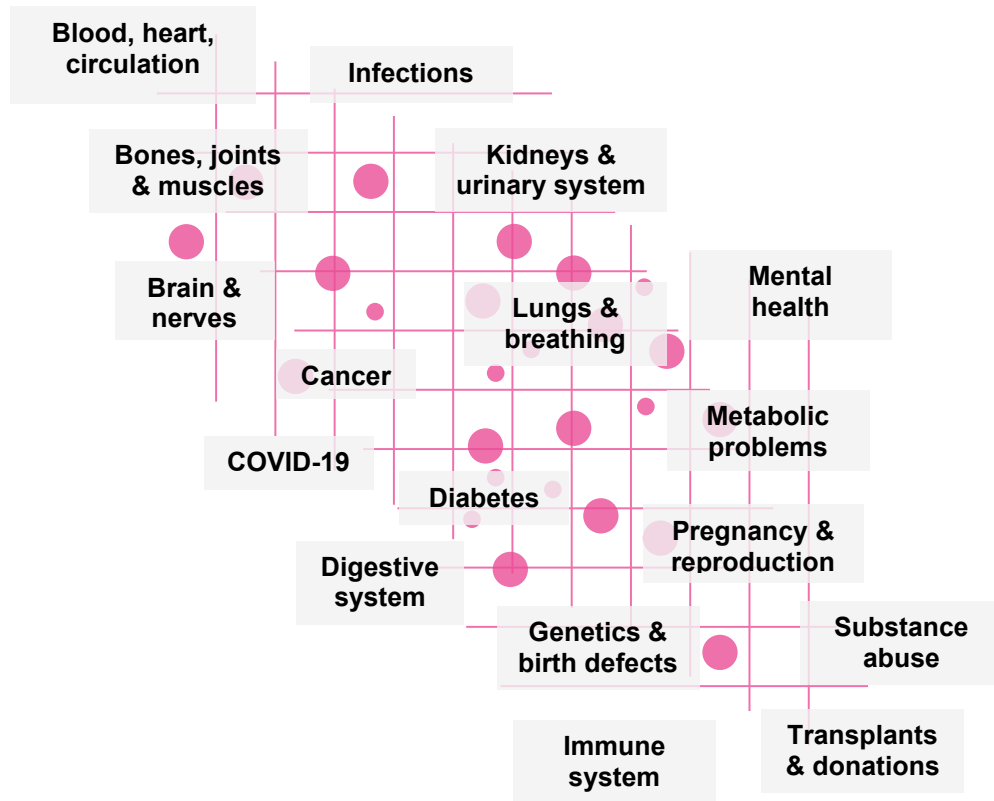 Blood, heart,
circulation
Infections
Bones, joints
& muscles
Kidneys &
urinary system
Brain &
nerves
Mental
health
Lungs &
breathing
Cancer
Metabolic
problems
COVID-19
Diabetes
Pregnancy &
reproduction
Digestive
system
Genetics &
birth defects
Substance
abuse
Immune
system
Transplants
& donations